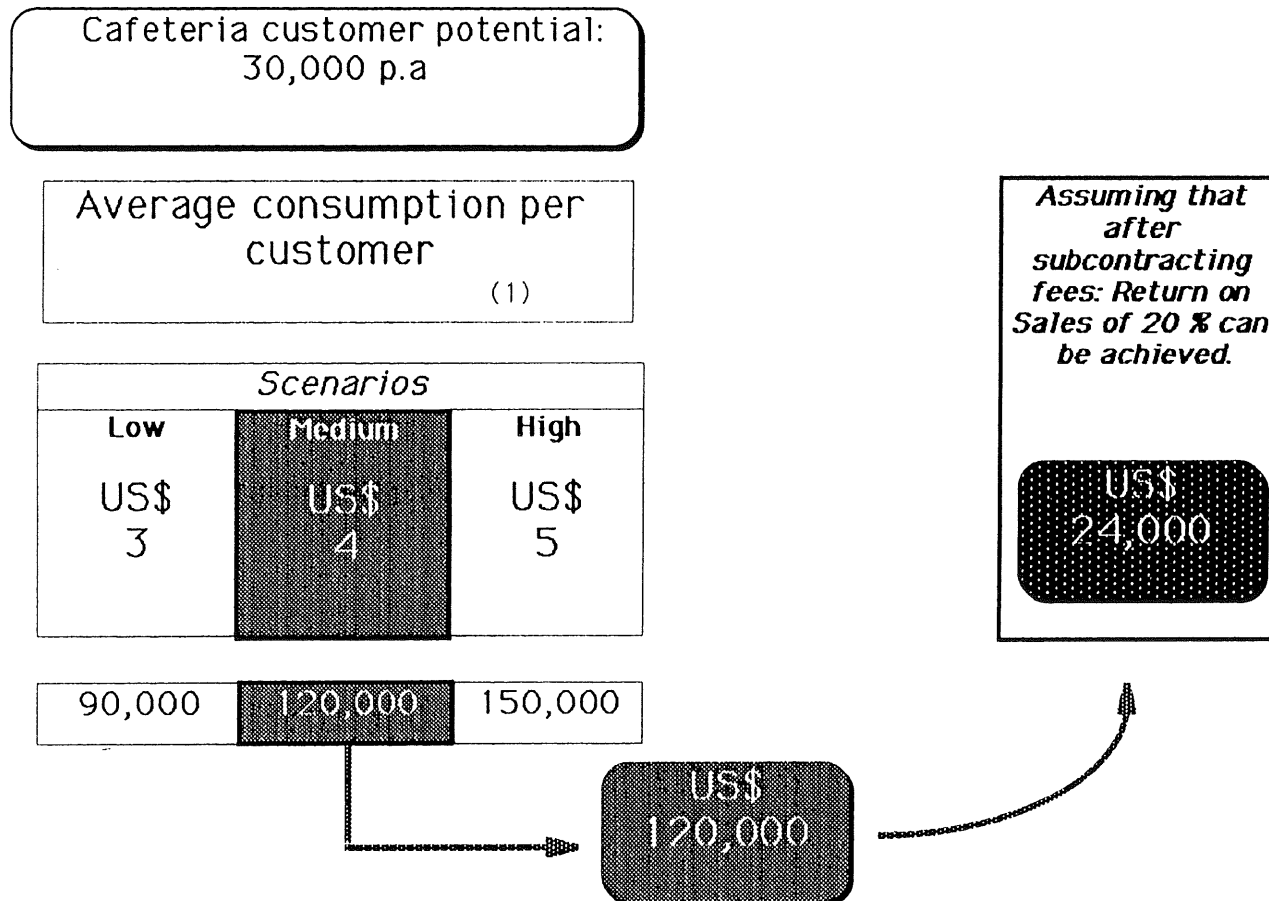 Cafeteria customer potential:
30,000 p.a
Average consumption per
customer
(1)
Scenarios
Low Medium High
US$ US$ US$
3 4 5
90,000 120,000 150,000
US$
120,000
Assuming that
after
subcontracting
fees: Return on
Sales of 20 % can
be achieved.
US$
24,000